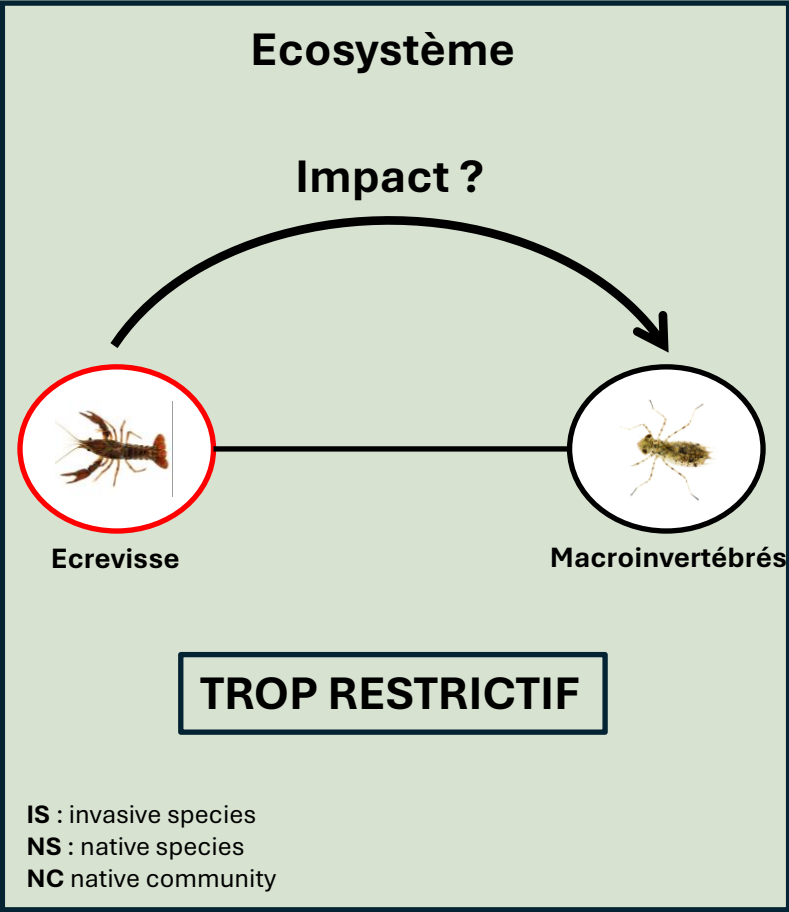 Ecosystème
Impact ?
Ecrevisse
Macroinvertébrés
TROP RESTRICTIF
IS : invasive species
NS : native species
NC native community